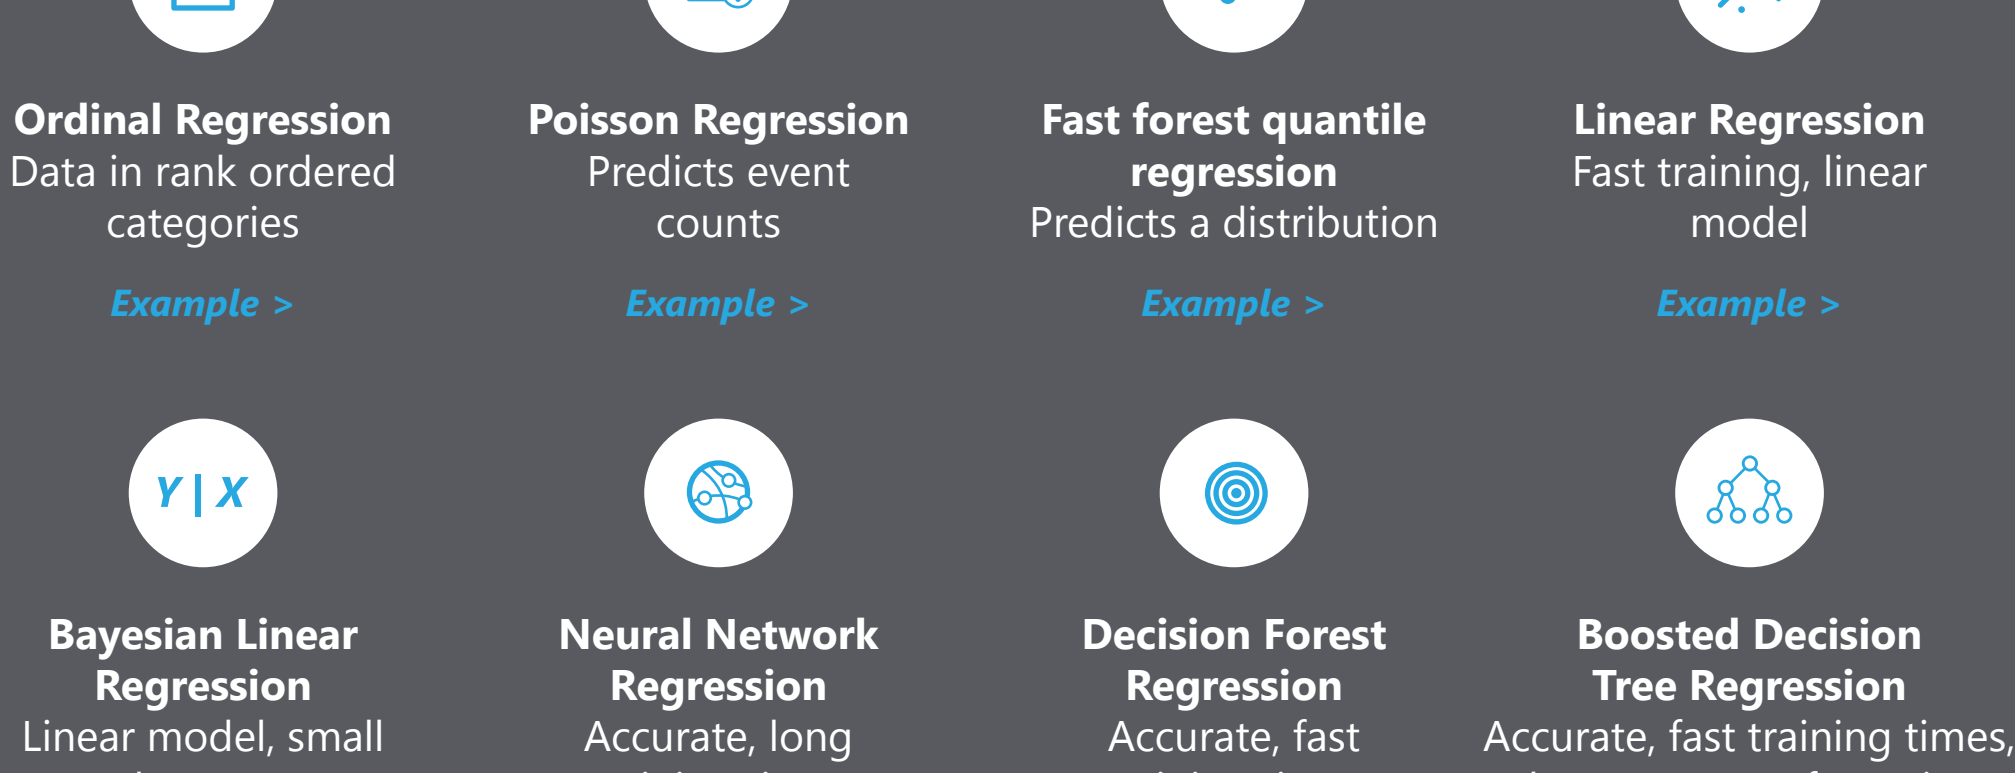 Ordinal Regression
Data in rank ordered
categories
Example >
Poisson Regression
Predicts event
counts
Example >
Fast forest quantile
regression
Predicts a distribution
Example >
Linear Regression
Fast training, linear
model
Example >
Y | X
Bayesian Linear
Regression
Linear model, small
Neural Network
Regression
Accurate, long
Decision Forest
Regression
Accurate, fast
Boosted Decision
Tree Regression
Accurate, fast training times,